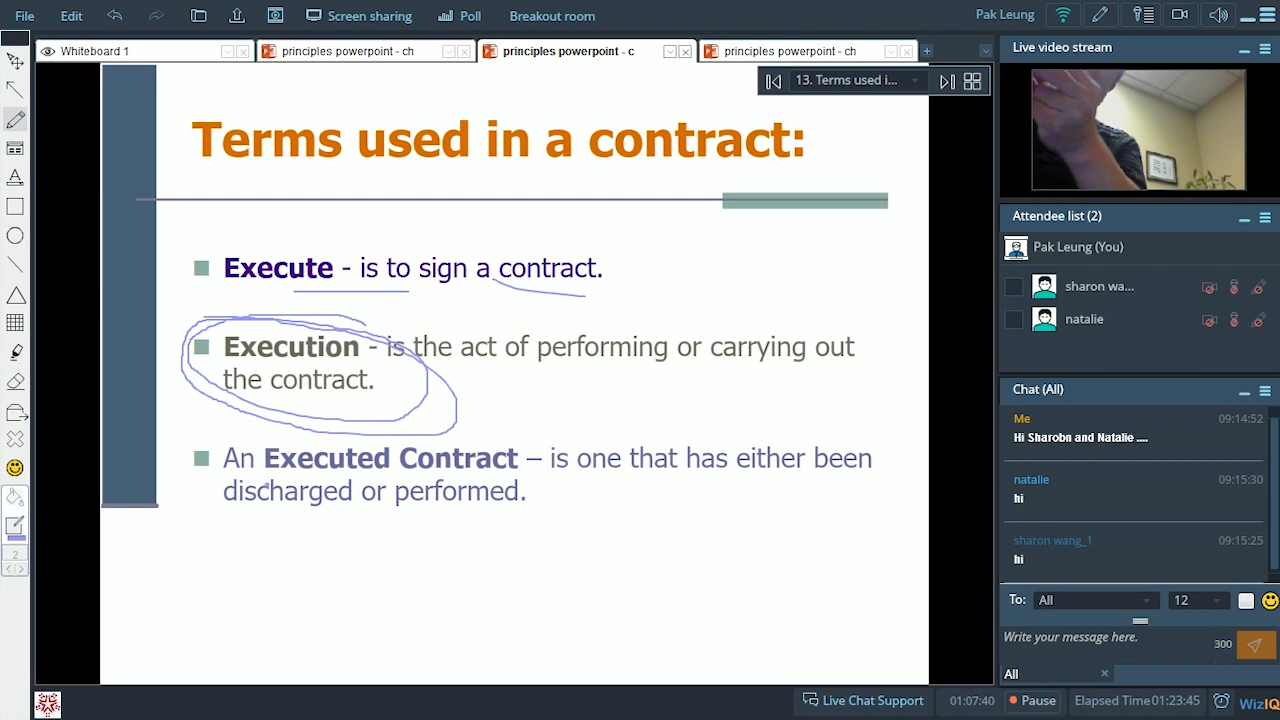 File Edit Screen sharing Poll Breakout room Pak Leung
Whiteboard 1 principles powerpoint - ch principles powerpoint - c principles powerpoint - ch
13. Terms used i...
Terms used in a contract:
Execute - is to sign a contract.
Execution - is the act of performing or carrying out
the contract.
An Executed Contract – is one that has either been
discharged or performed.
2
Live video stream
Attendee list (2)
Pak Leung (You)
sharon wa...
natalie
Chat (All)
Me 09:14:52
Hi Sharobn and Natalie ....
natalie 09:15:30
hi
sharon wang_1 09:15:25
hi
To: All 12
Write your message here. 300
All
Live Chat Support 01:07:40 Pause Elapsed Time 01:23:45 WizIQ